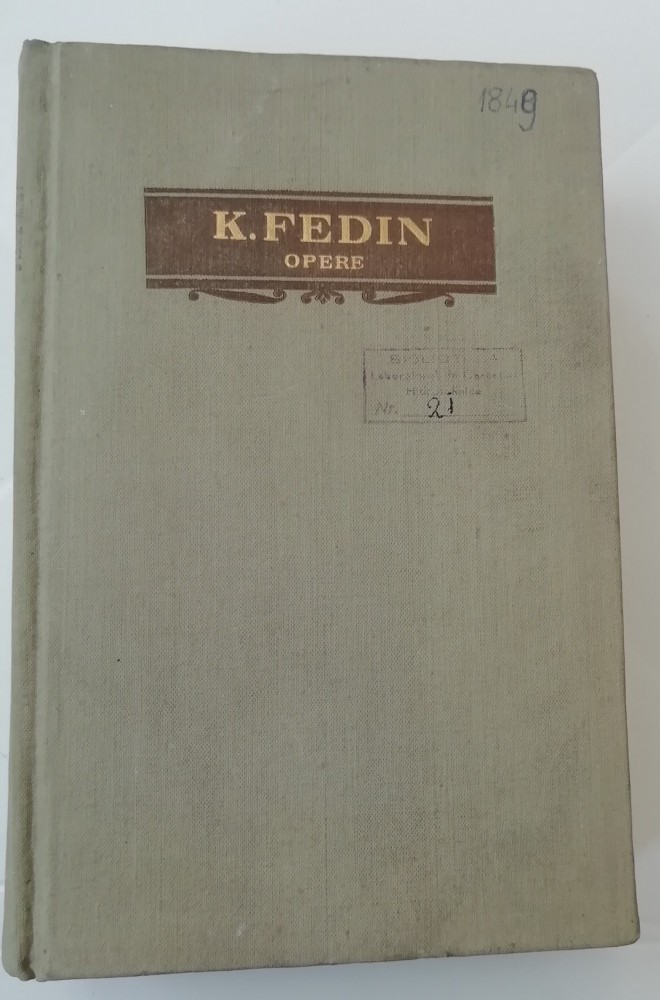 1849
K. FEDIN
OPERE
Nr. 21